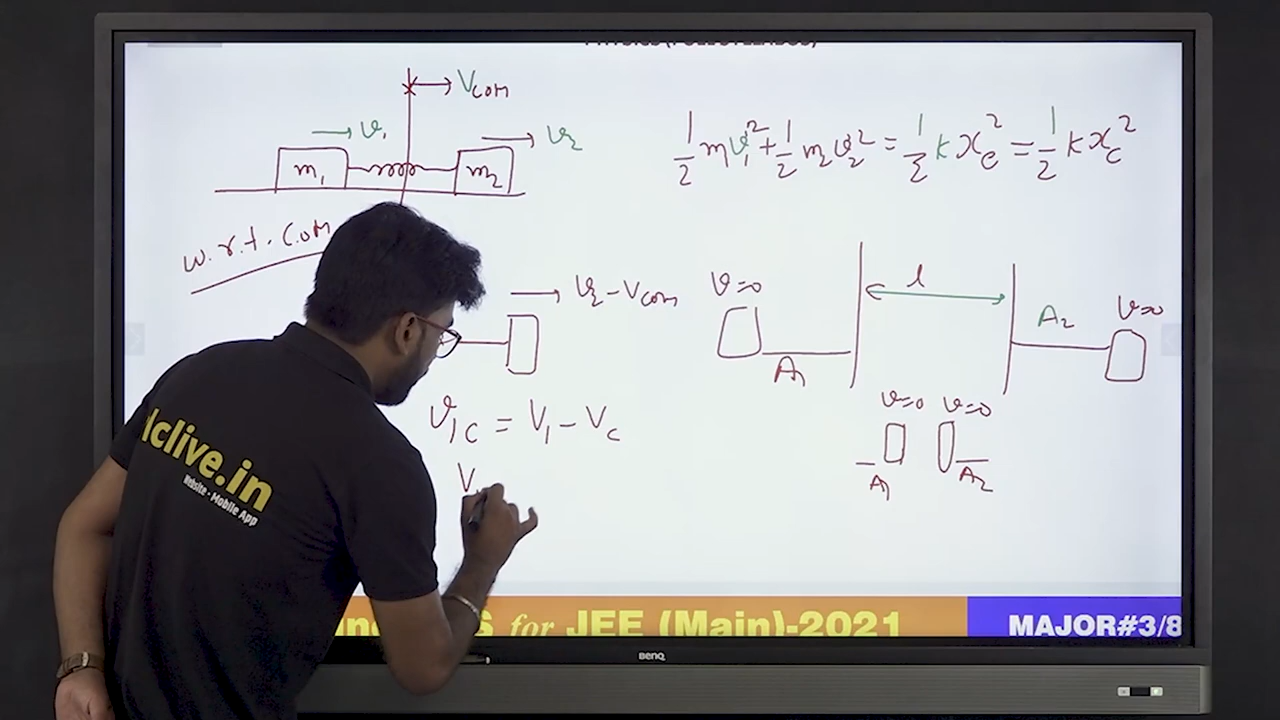 V_COM
v₁
v₂
m₁
m₂
½ m v₁² + ½ m₂ v₂² = ½ k x_e² = ½ k x_c²
w.r.t. COM
v₂ - V_COM
v=0
l
A₂
v=0
A₁
v₁c = V₁ - V_c
v=0 v=0
A₁ A₂
V
lclive.in
Website - Mobile App
for JEE (Main)-2021
MAJOR#3/8
BenQ